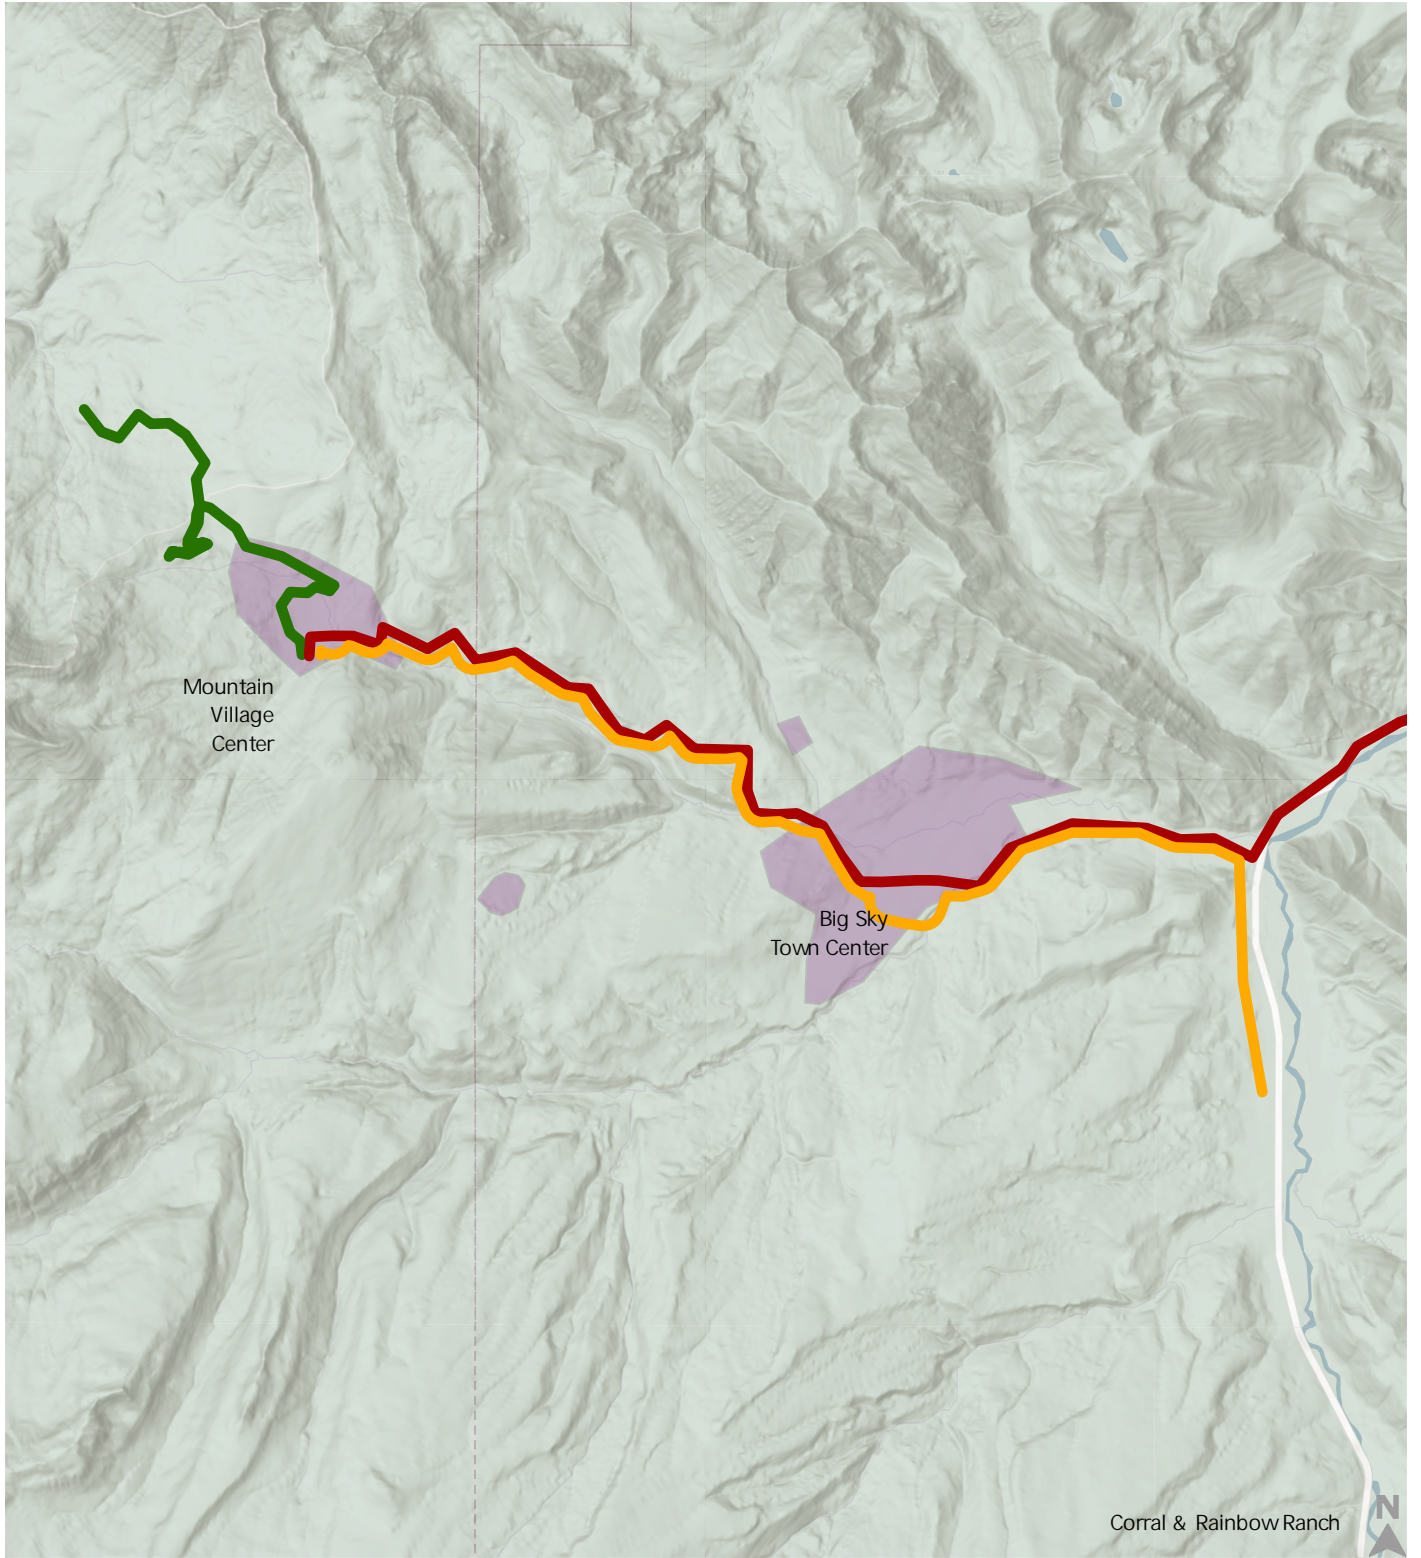 Mountain
Village
Center
Big Sky
Town Center
Corral & Rainbow Ranch
N